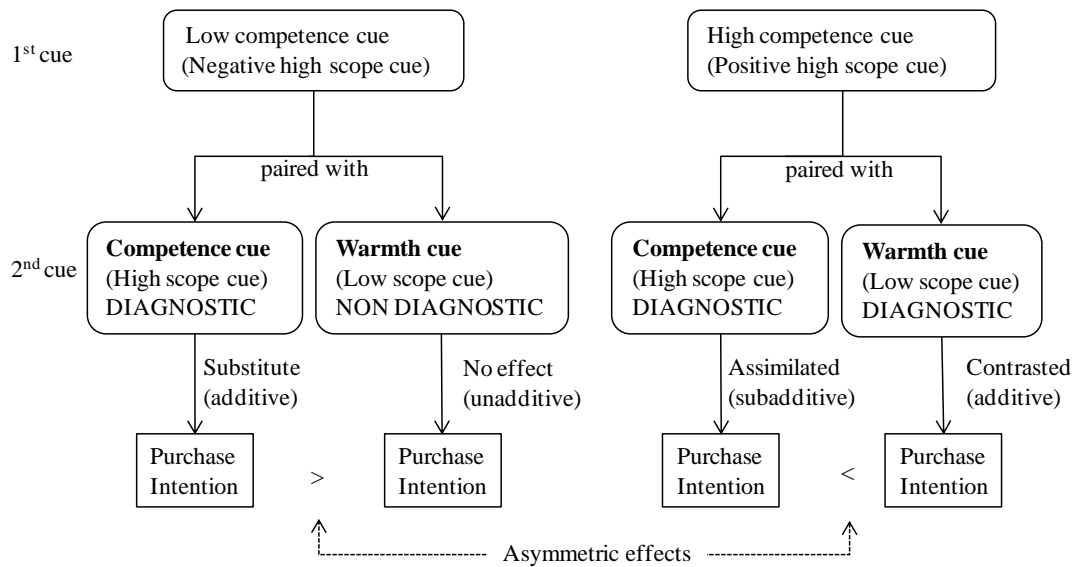 1st cue
Low competence cue
(Negative high scope cue)
High competence cue
(Positive high scope cue)
paired with
paired with
2nd cue
Competence cue
(High scope cue)
DIAGNOSTIC
Warmth cue
(Low scope cue)
NON DIAGNOSTIC
Competence cue
(High scope cue)
DIAGNOSTIC
Warmth cue
(Low scope cue)
DIAGNOSTIC
Substitute
(additive)
No effect
(unadditive)
Assimilated
(subadditive)
Contrasted
(additive)
Purchase
Intention
>
Purchase
Intention
Purchase
Intention
<
Purchase
Intention
Asymmetric effects